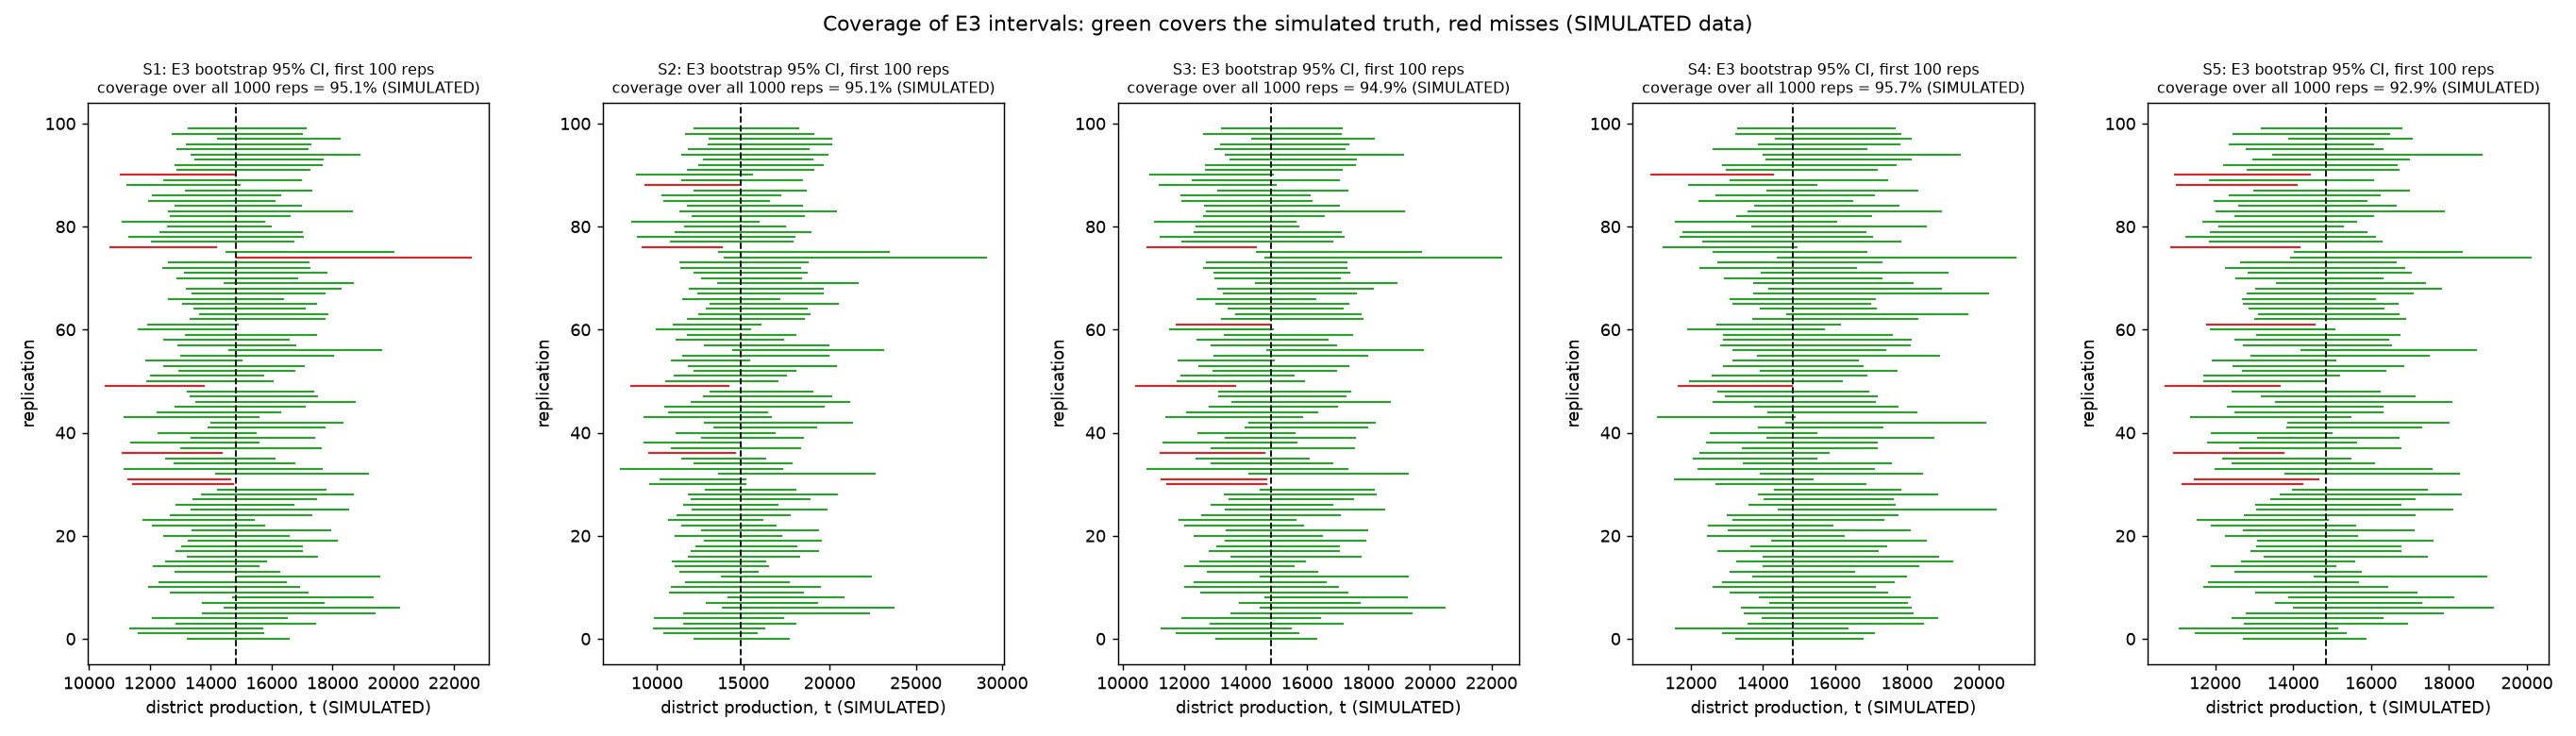 Coverage of E3 intervals: green covers the simulated truth, red misses (SIMULATED data)
S1: E3 bootstrap 95% CI, first 100 reps
coverage over all 1000 reps = 95.1% (SIMULATED)
100
80
60
40
20
0
replication
10000 12000 14000 16000 18000 20000 22000
district production, t (SIMULATED)
S2: E3 bootstrap 95% CI, first 100 reps
coverage over all 1000 reps = 95.1% (SIMULATED)
100
80
60
40
20
0
replication
10000 15000 20000 25000 30000
district production, t (SIMULATED)
S3: E3 bootstrap 95% CI, first 100 reps
coverage over all 1000 reps = 94.9% (SIMULATED)
100
80
60
40
20
0
replication
10000 12000 14000 16000 18000 20000 22000
district production, t (SIMULATED)
S4: E3 bootstrap 95% CI, first 100 reps
coverage over all 1000 reps = 95.7% (SIMULATED)
100
80
60
40
20
0
replication
12000 14000 16000 18000 20000
district production, t (SIMULATED)
S5: E3 bootstrap 95% CI, first 100 reps
coverage over all 1000 reps = 92.9% (SIMULATED)
100
80
60
40
20
0
replication
12000 14000 16000 18000 20000
district production, t (SIMULATED)